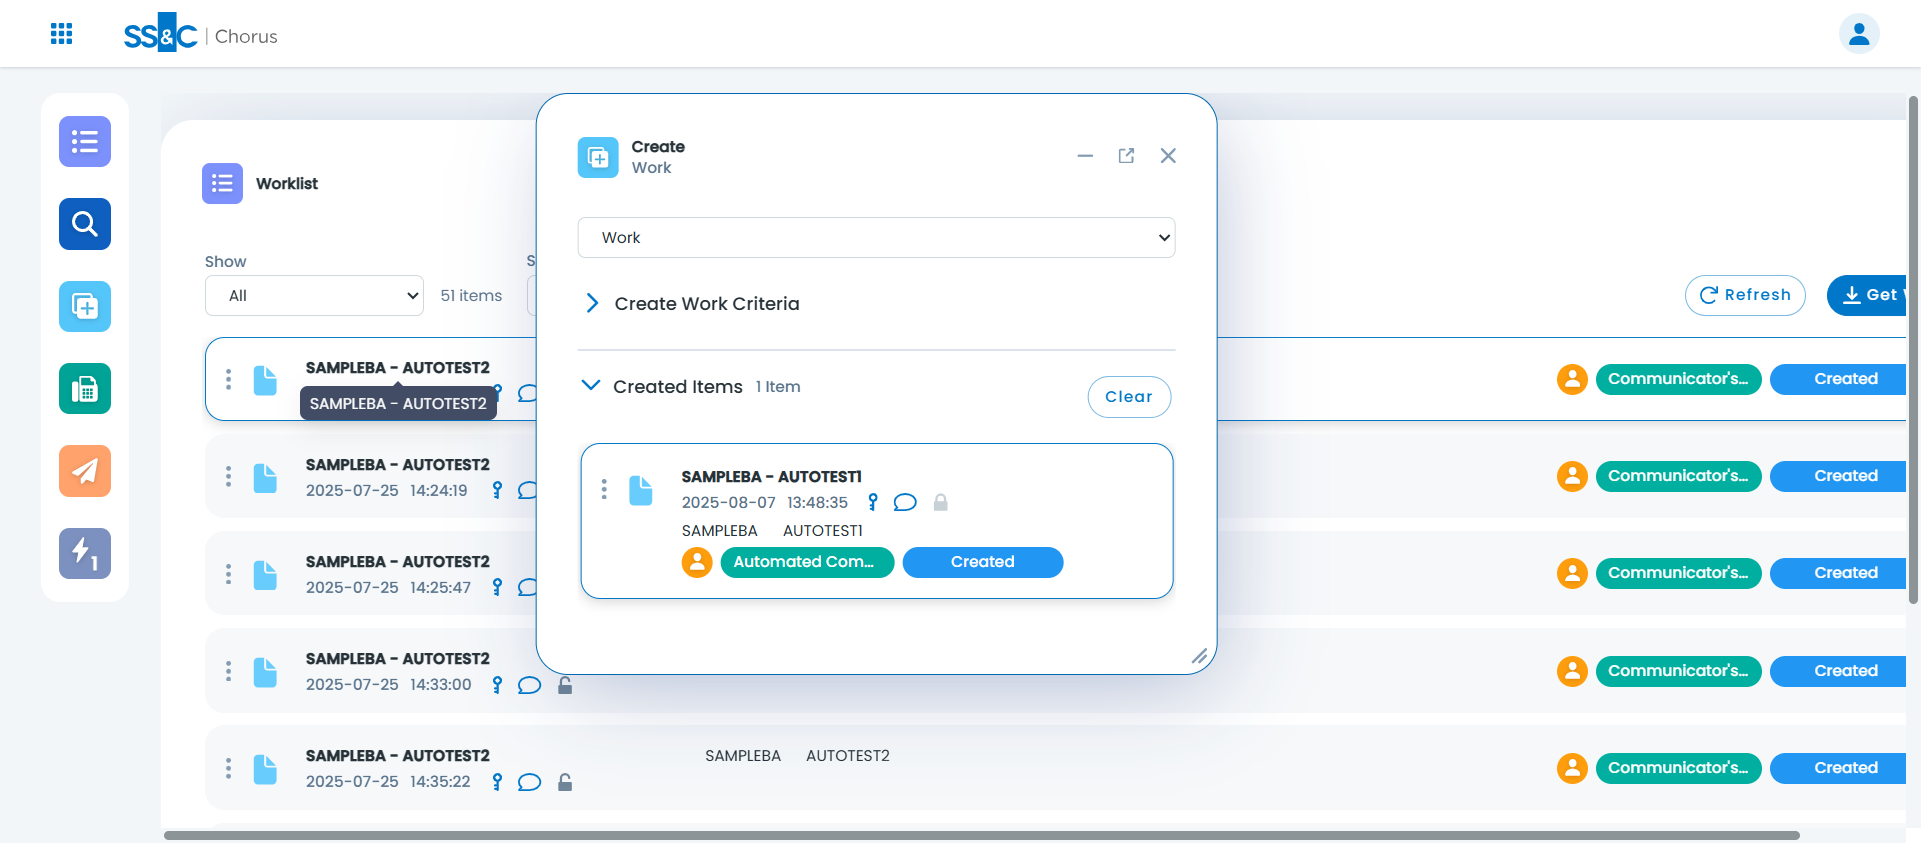 SS&C | Chorus
Worklist
Show
S
All
51 items
Refresh
Get
SAMPLEBA - AUTOTEST2
SAMPLEBA - AUTOTEST2
Communicator's...
Created
SAMPLEBA - AUTOTEST2
2025-07-25 14:24:19
Communicator's...
Created
SAMPLEBA - AUTOTEST2
2025-07-25 14:25:47
Communicator's...
Created
SAMPLEBA - AUTOTEST2
2025-07-25 14:33:00
Communicator's...
Created
SAMPLEBA - AUTOTEST2
2025-07-25 14:35:22
SAMPLEBA AUTOTEST2
Communicator's...
Created
1
Create
Work
Work
Create Work Criteria
Created Items 1 Item
Clear
SAMPLEBA - AUTOTEST1
2025-08-07 13:48:35
SAMPLEBA AUTOTEST1
Automated Com...
Created